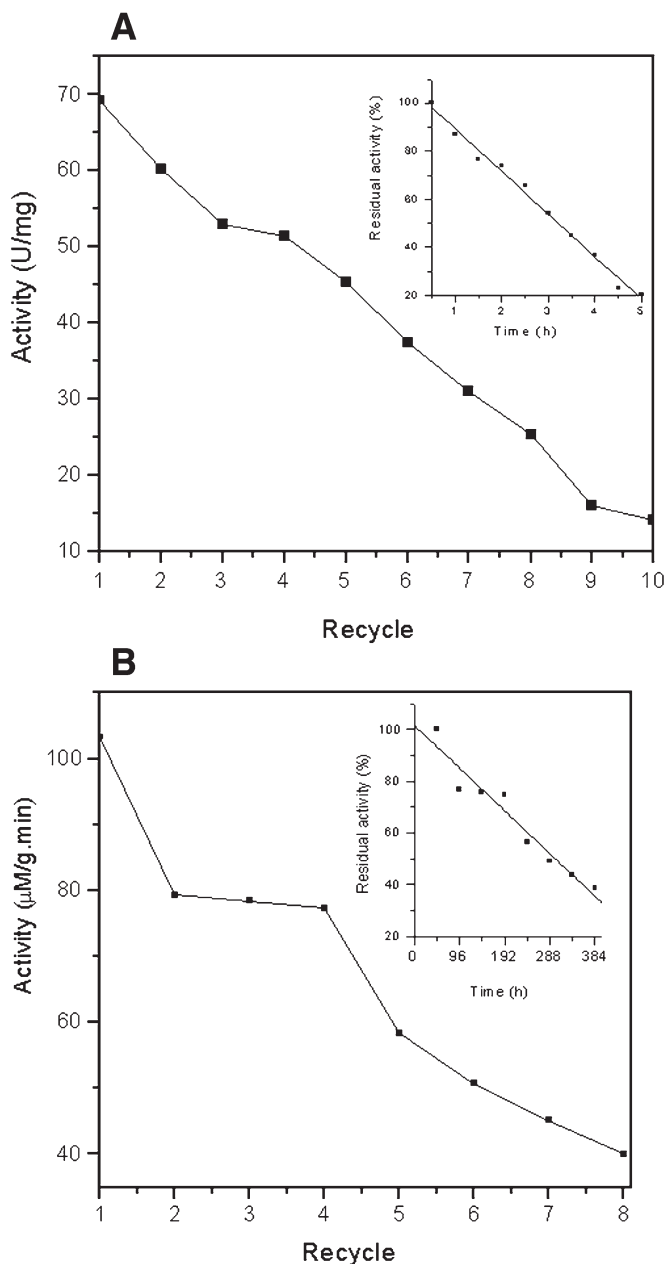 A
70
60
50
40
30
20
10
Activity (U/mg)
1 2 3 4 5 6 7 8 9 10
Recycle
100
80
60
40
20
Residual activity (%)
1 2 3 4 5
Time (h)
B
100
80
60
40
Activity (µM/g.min)
1 2 3 4 5 6 7 8
Recycle
100
80
60
40
20
Residual activity (%)
0 96 192 288 384
Time (h)